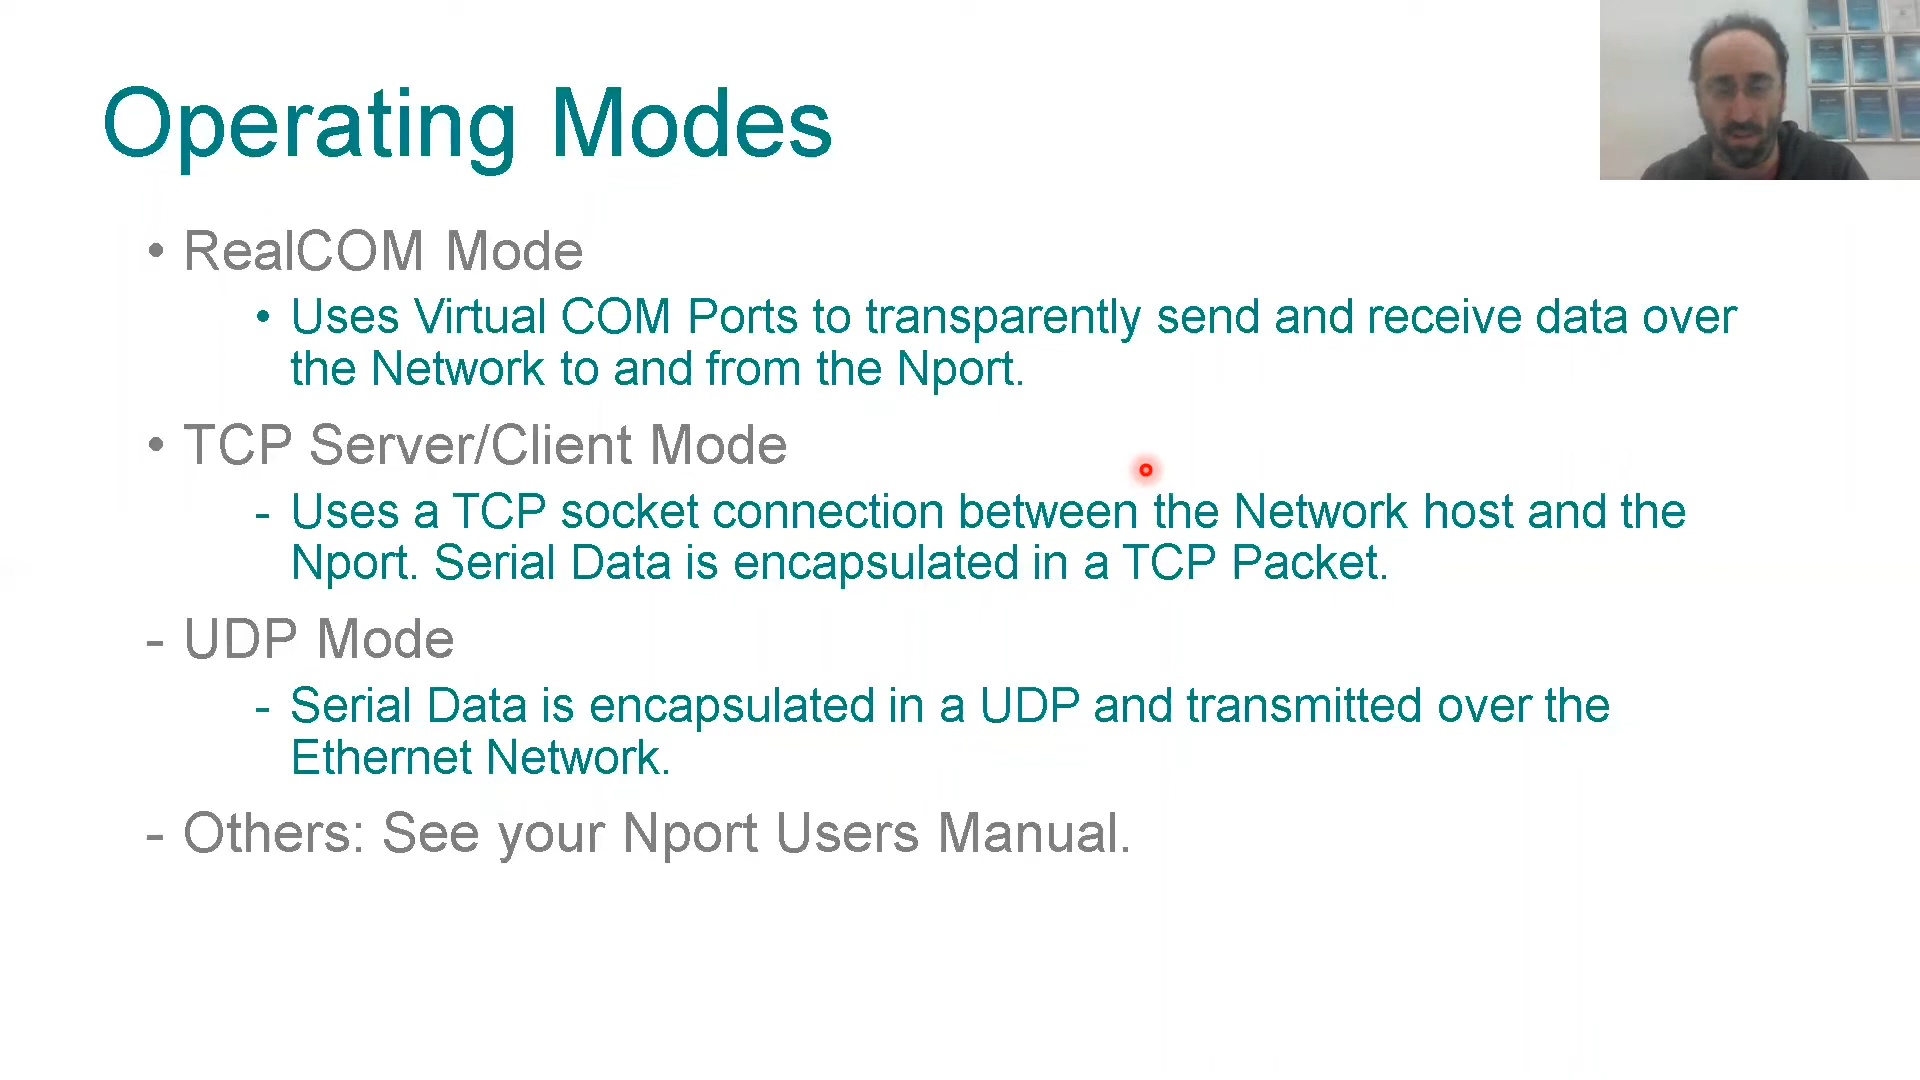 Operating Modes
• RealCOM Mode
• Uses Virtual COM Ports to transparently send and receive data over
the Network to and from the Nport.
• TCP Server/Client Mode
- Uses a TCP socket connection between the Network host and the
Nport. Serial Data is encapsulated in a TCP Packet.
- UDP Mode
- Serial Data is encapsulated in a UDP and transmitted over the
Ethernet Network.
- Others: See your Nport Users Manual.